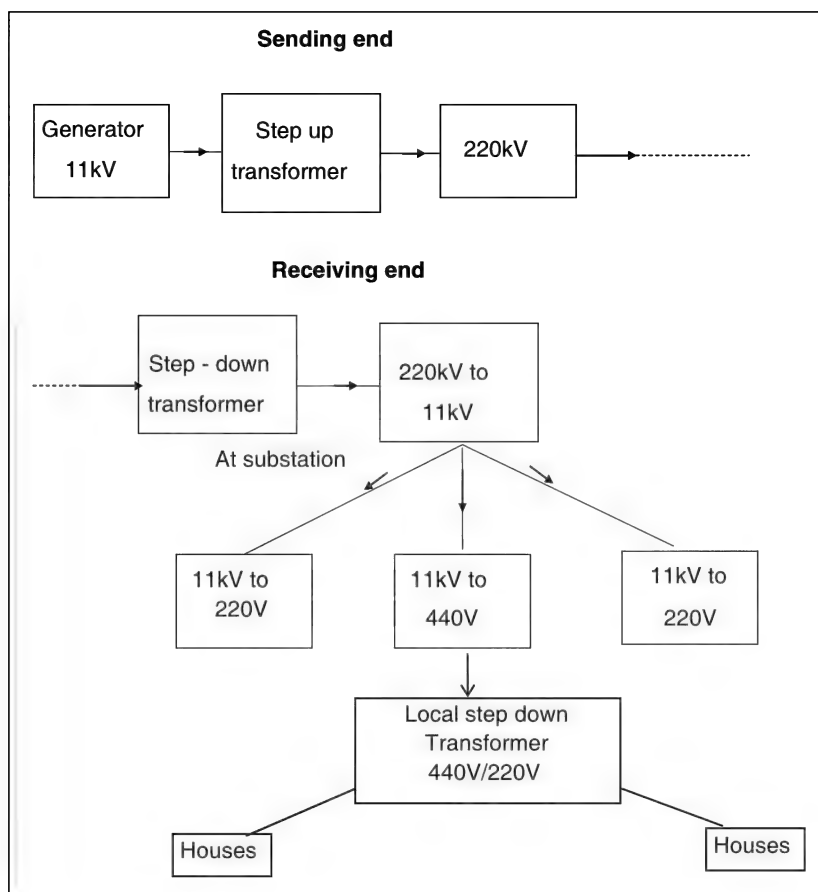 Sending end
Generator
11kV
Step up
transformer
220kV
Receiving end
Step - down
transformer
220kV to
11kV
At substation
11kV to
220V
11kV to
440V
11kV to
220V
Local step down
Transformer
440V/220V
Houses
Houses